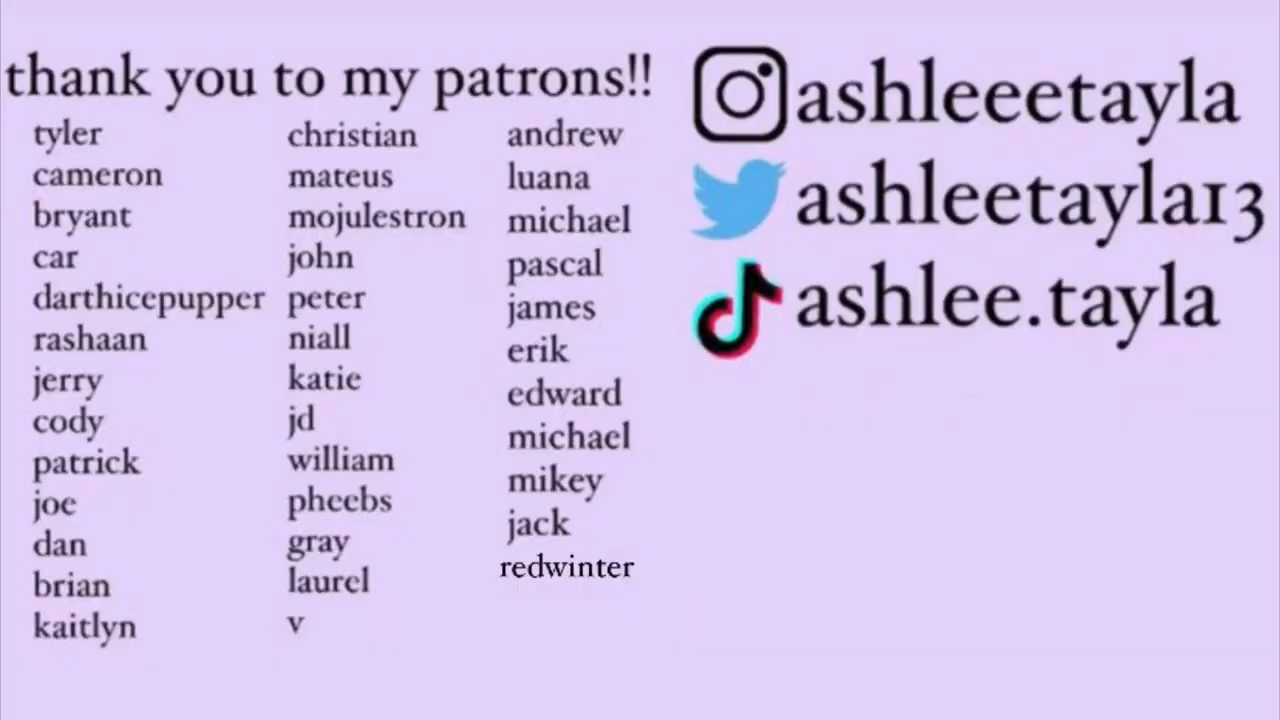 thank you to my patrons!!
tyler
cameron
bryant
car
darthicepupper
rashaan
jerry
cody
patrick
joe
dan
brian
kaitlyn
christian
mateus
mojulestron
john
peter
niall
katie
jd
william
pheebs
gray
laurel
v
andrew
luana
michael
pascal
james
erik
edward
michael
mikey
jack
redwinter
ashleeetayla
ashleetayla13
ashlee.tayla